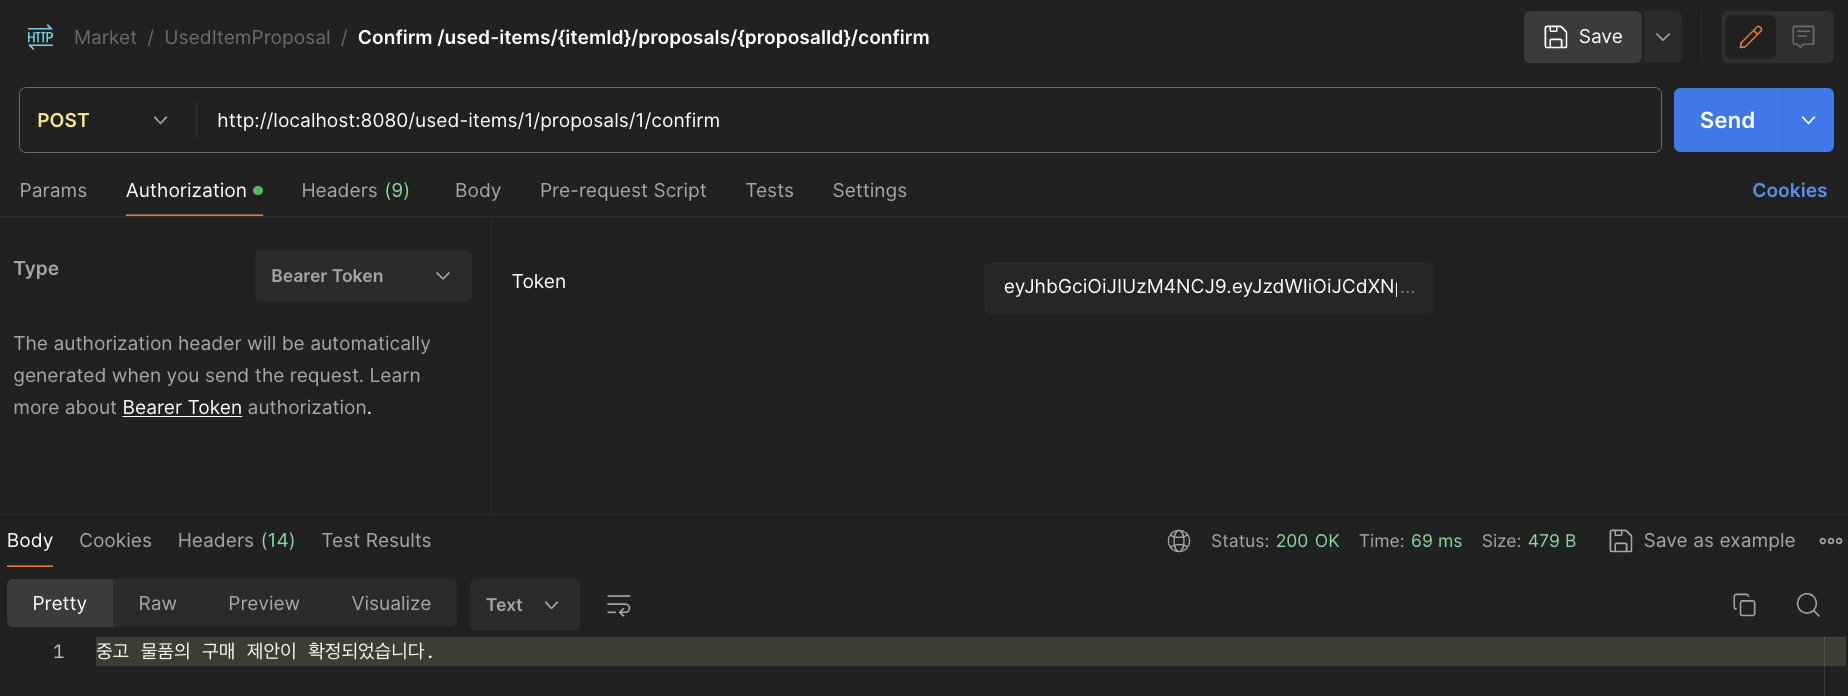 HTTP Market / UsedItemProposal / Confirm /used-items/{itemId}/proposals/{proposalId}/confirm Save
POST http://localhost:8080/used-items/1/proposals/1/confirm Send
Params Authorization Headers (9) Body Pre-request Script Tests Settings Cookies
Type Bearer Token
Token eyJhbGciOiJIUzM4NCJ9.eyJzdWIiOiJCdXNp...
The authorization header will be automatically
generated when you send the request. Learn
more about Bearer Token authorization.
Body Cookies Headers (14) Test Results Status: 200 OK Time: 69 ms Size: 479 B Save as example
Pretty Raw Preview Visualize Text
1 중고 물품의 구매 제안이 확정되었습니다.